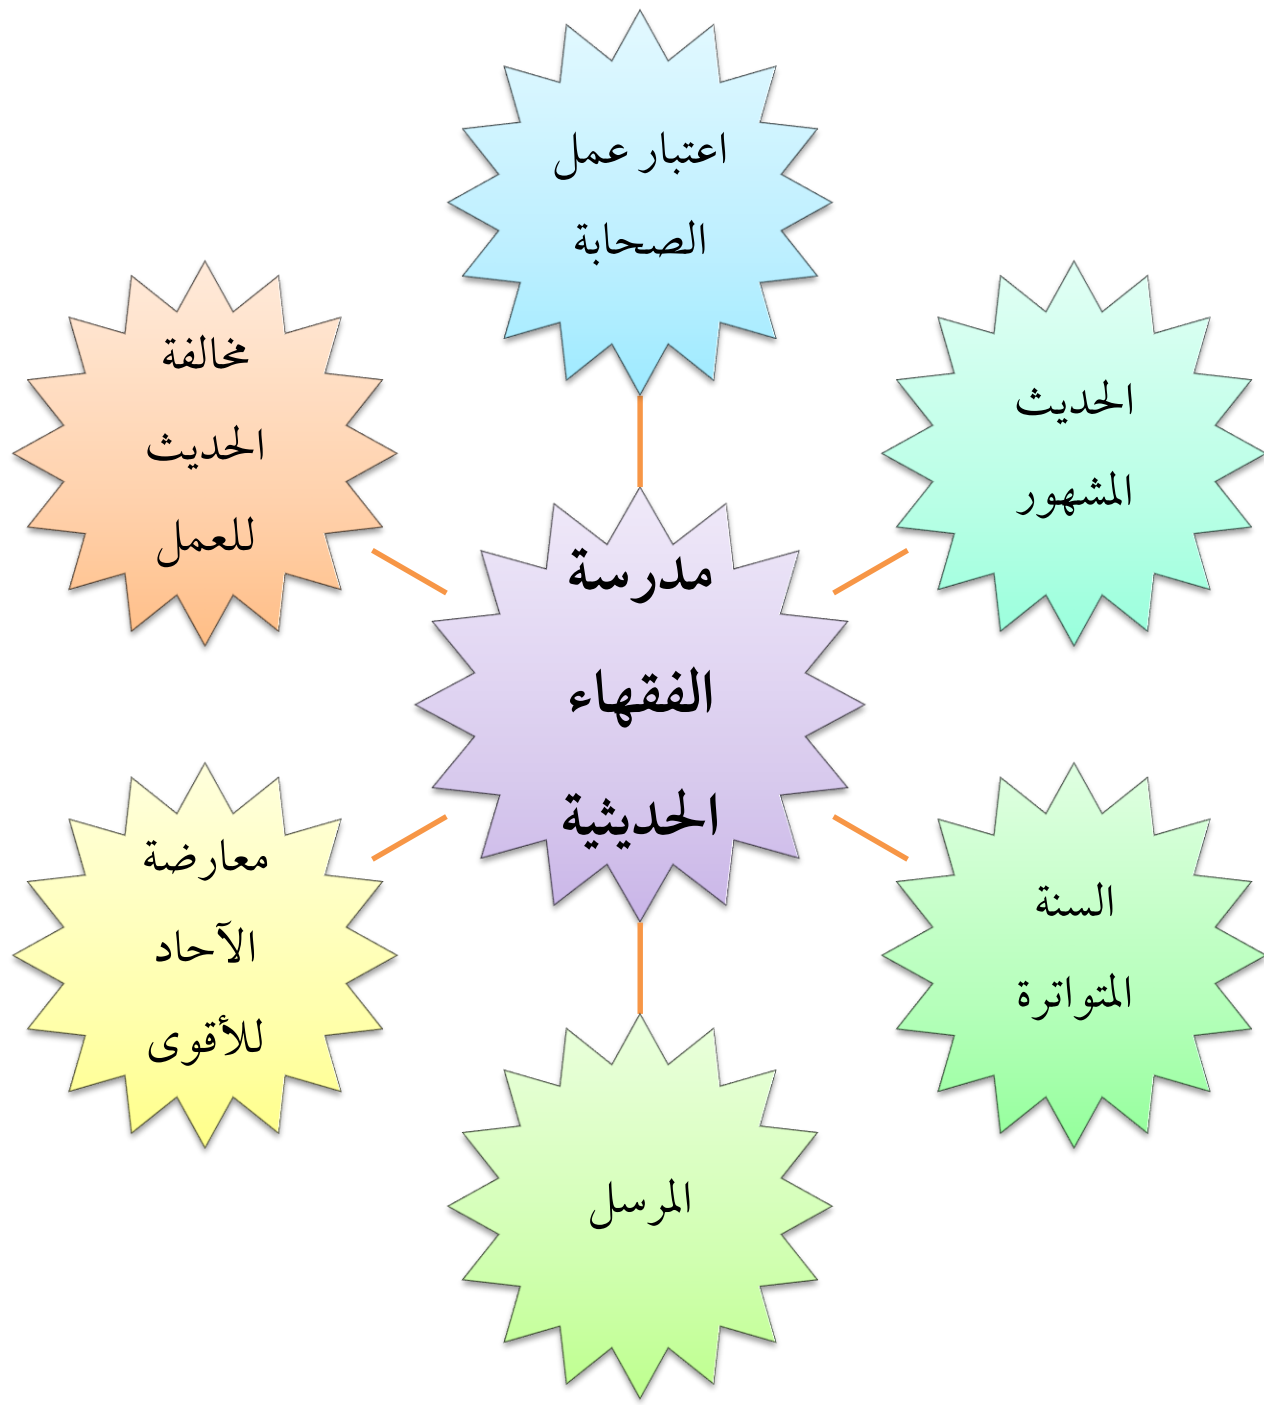 اعتبار عمل
الصحابة
الحديث
المشهور
السنة
المتواترة
المرسل
معارضة
الآحاد
للأقوى
مخالفة
الحديث
للعمل
مدرسة
الفقهاء
الحديثية